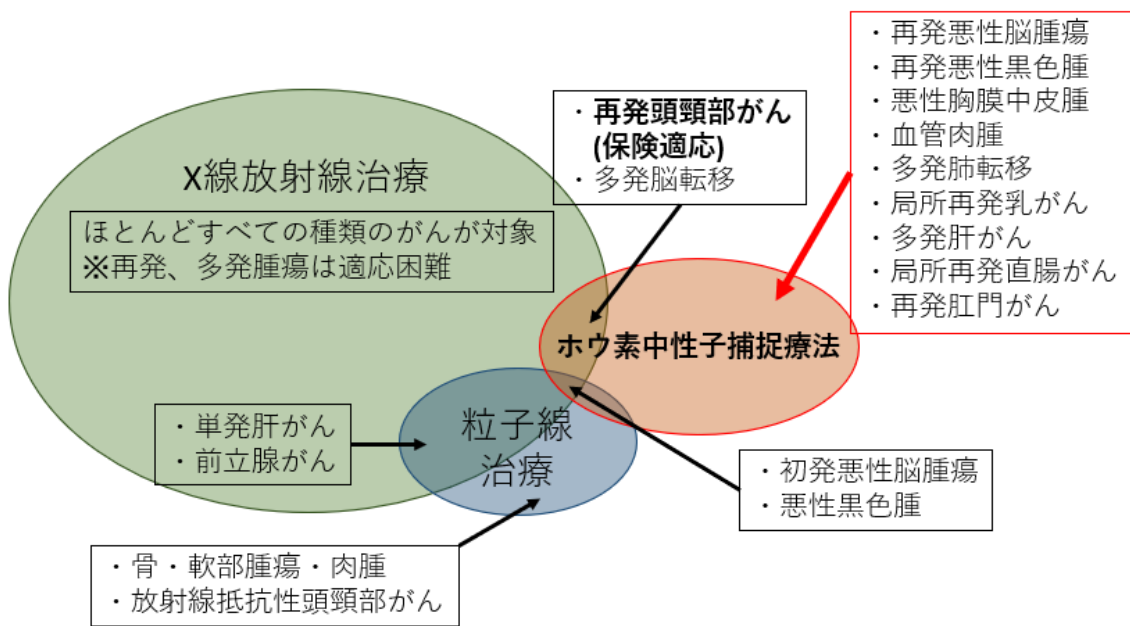 ・再発悪性脳腫瘍
・再発悪性黒色腫
・悪性胸膜中皮腫
・血管肉腫
・多発肺転移
・局所再発乳がん
・多発肝がん
・局所再発直腸がん
・再発肛門がん
・再発頭頸部がん
(保険適応)
・多発脳転移
X線放射線治療
ほとんどすべての種類のがんが対象
※再発、多発腫瘍は適応困難
ホウ素中性子捕捉療法
粒子線
治療
・単発肝がん
・前立腺がん
・初発悪性脳腫瘍
・悪性黒色腫
・骨・軟部腫瘍・肉腫
・放射線抵抗性頭頸部がん